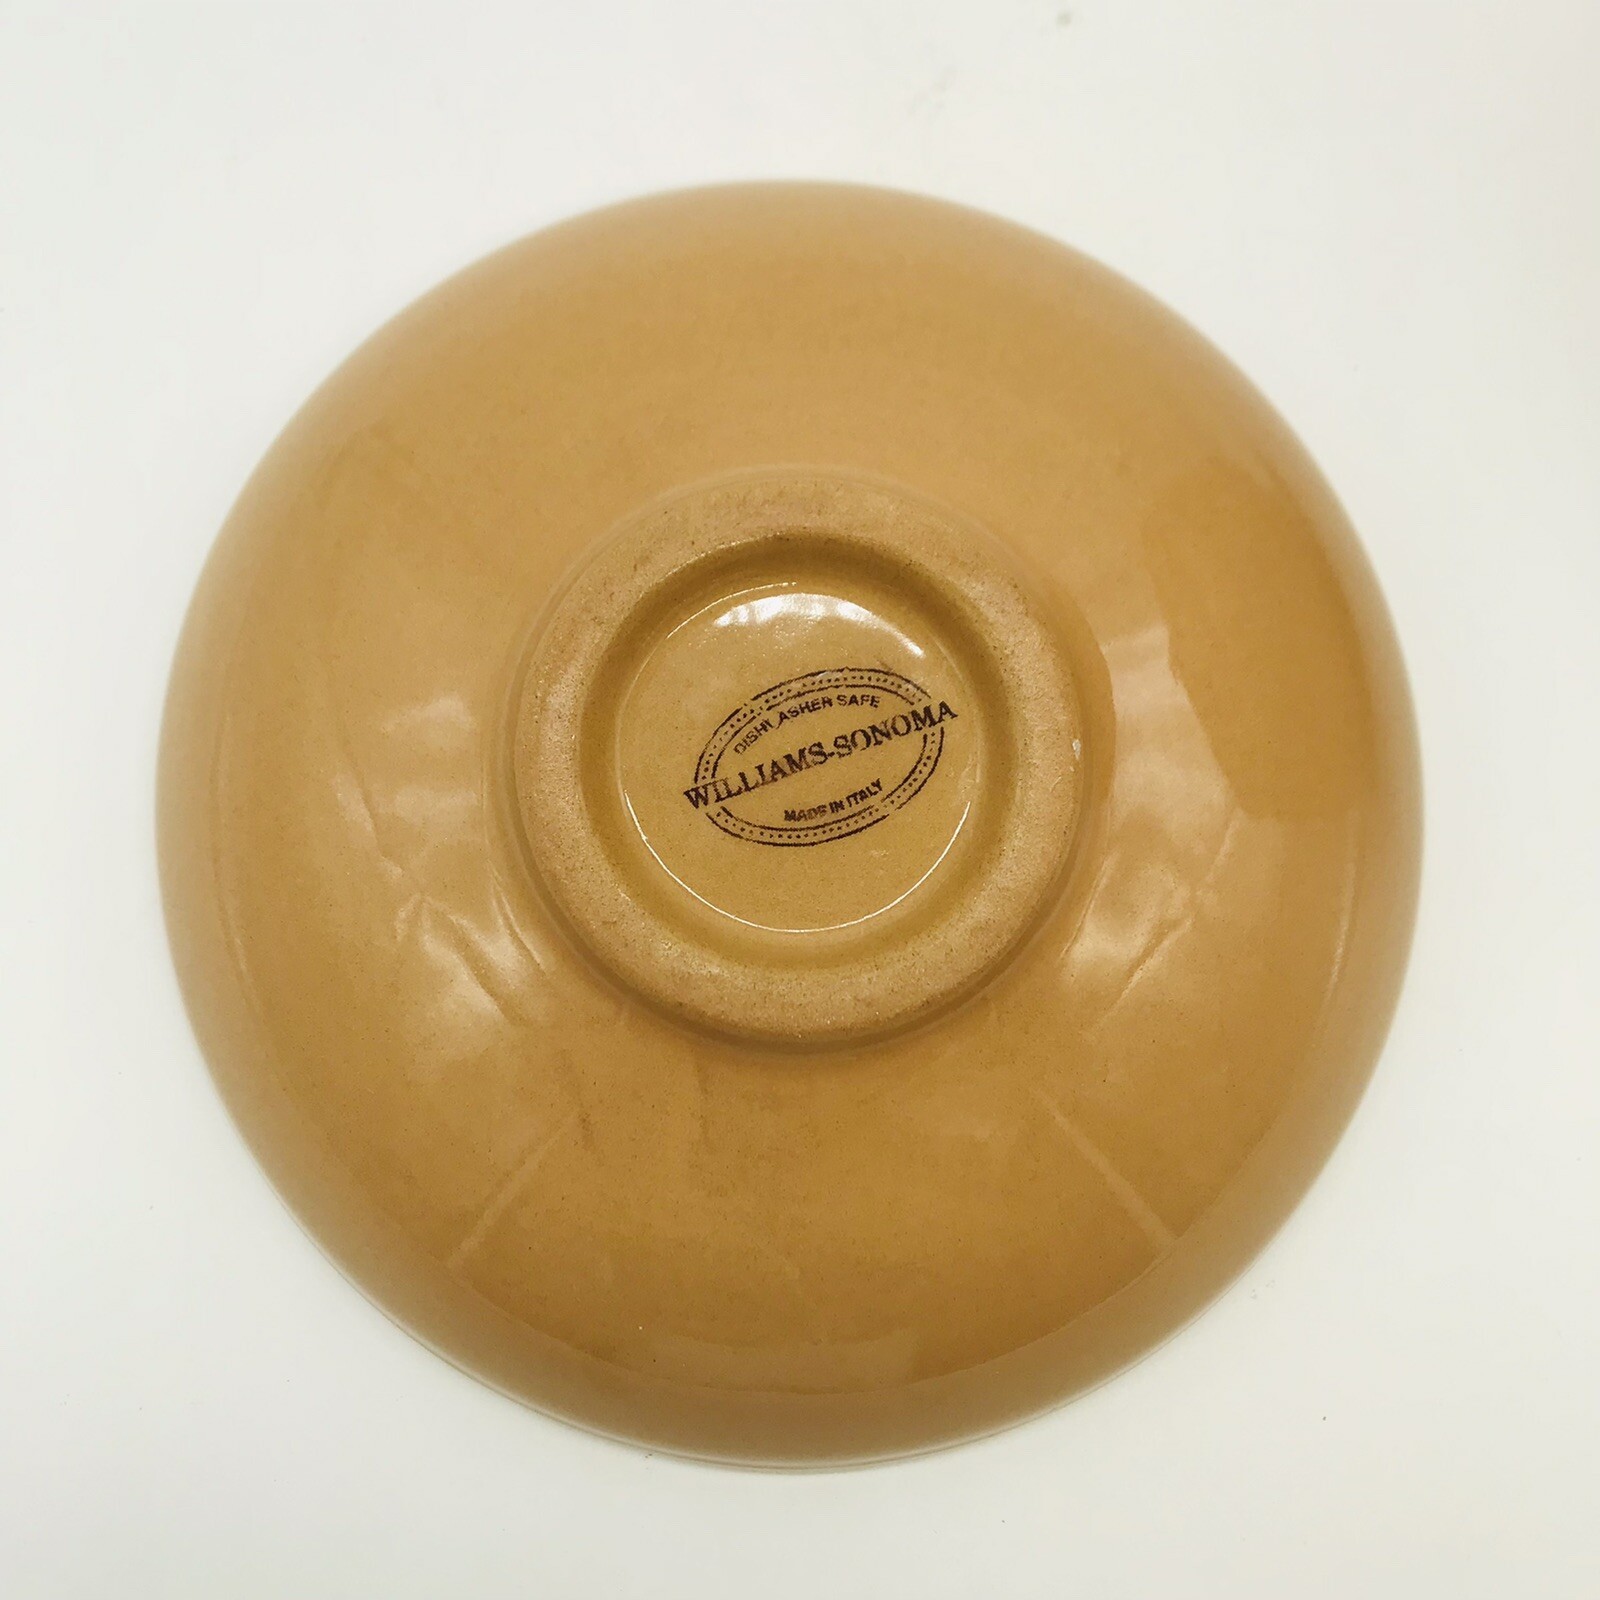 DISHWASHER SAFE
WILLIAMS-SONOMA
MADE IN ITALY